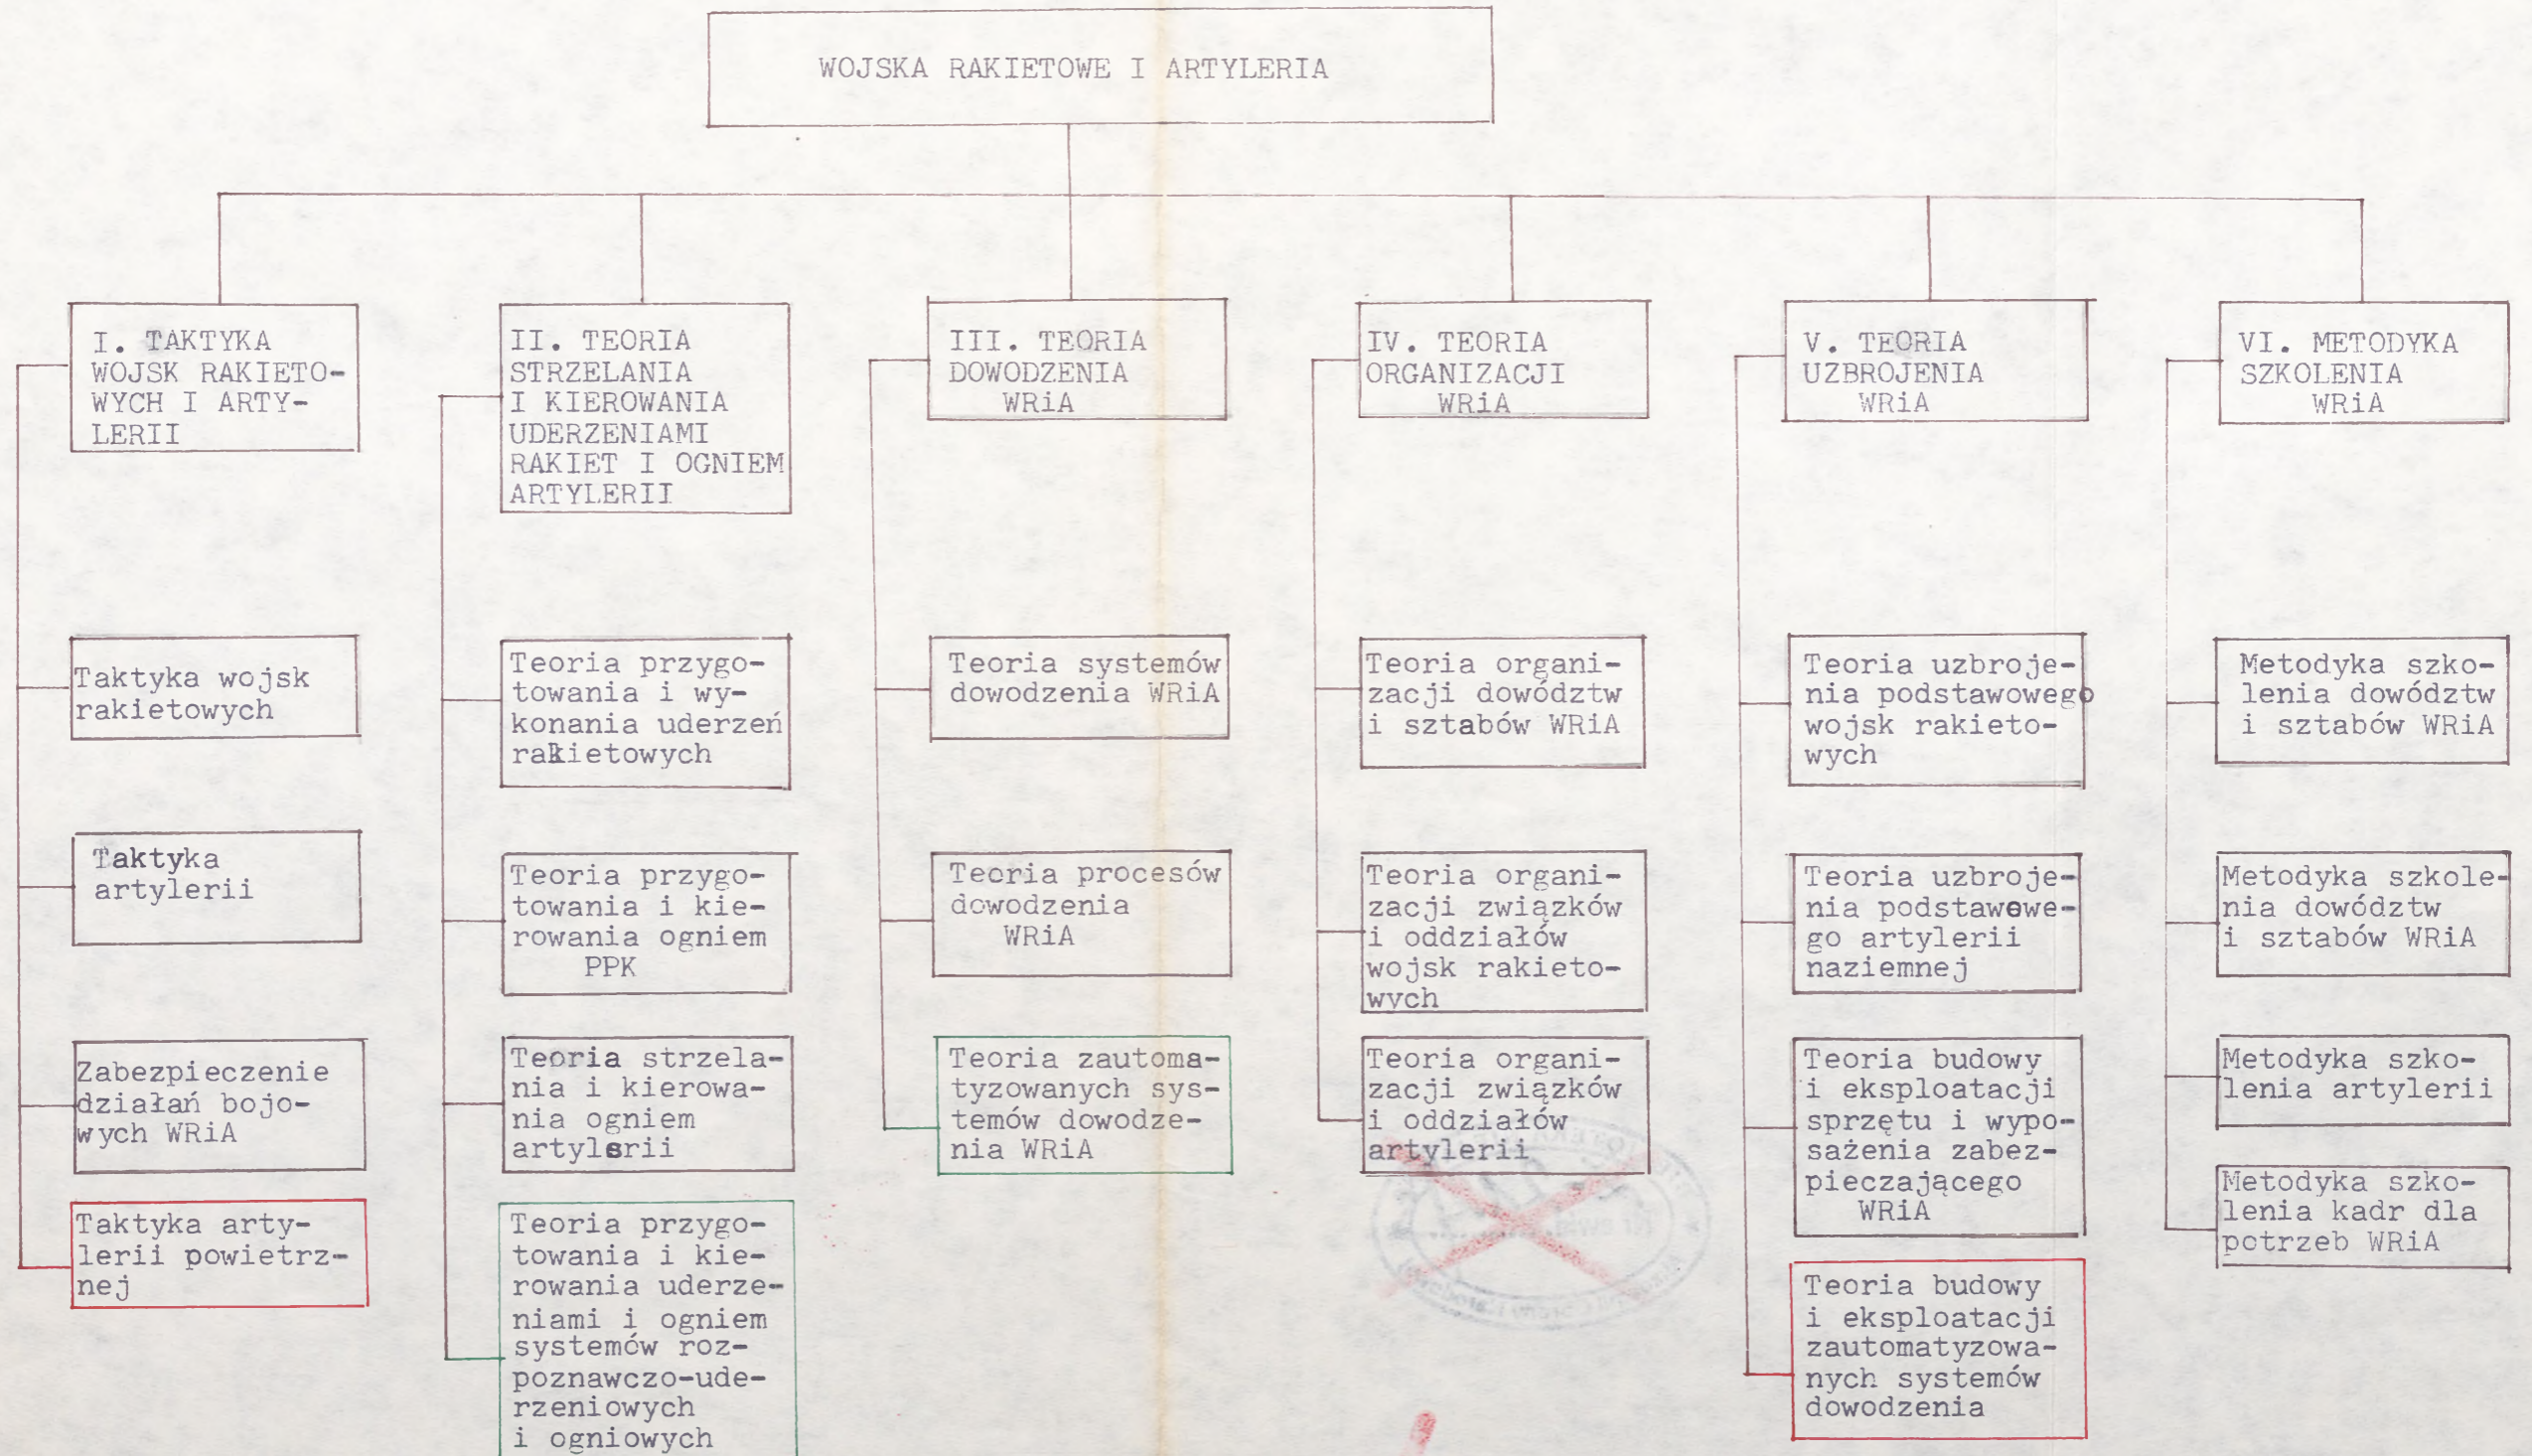 WOJSKA RAKIETOWE I ARTYLERIA
I. TAKTYKA
WOJSK RAKIETO-
WYCH I ARTY-
LERII
II. TEORIA
STRZELANIA
I KIEROWANIA
UDERZENIAMI
RAKIET I OGNIEM
ARTYLERII
III. TEORIA
DOWODZENIA
WRiA
IV. TEORIA
ORGANIZACJI
WRiA
V. TEORIA
UZBROJENIA
WRiA
VI. METODYKA
SZKOLENIA
WRiA
Taktyka wojsk
rakietowych
Taktyka
artylerii
Zabezpieczenie
działań bojo-
wych WRiA
Taktyka arty-
lerii powietrz-
nej
Teoria przygo-
towania i wy-
konania uderzeń
rakietowych
Teoria przygo-
towania i kie-
rowania ogniem
PPK
Teoria strzela-
nia i kierowa-
nia ogniem
artylerii
Teoria przygo-
towania i kie-
rowania uderze-
niami i ogniem
systemów roz-
poznawczo-ude-
rzeniowych
i ogniowych
Teoria systemów
dowodzenia WRiA
Teoria procesów
dowodzenia
WRiA
Teoria zautoma-
tyzowanych sys-
temów dowodze-
nia WRiA
Teoria organi-
zacji dowództw
i sztabów WRiA
Teoria organi-
zacji związków
i oddziałów
wojsk rakieto-
wych
Teoria organi-
zacji związków
i oddziałów
artylerii
Teoria uzbroje-
nia podstawowego
wojsk rakieto-
wych
Teoria uzbroje-
nia podstawowe-
go artylerii
naziemnej
Teoria budowy
i eksploatacji
sprzętu i wypo-
sażenia zabez-
pieczającego
WRiA
Teoria budowy
i eksploatacji
zautomatyzowa-
nych systemów
dowodzenia
Metodyka szko-
lenia dowództw
i sztabów WRiA
Metodyka szkole-
nia dowództw
i sztabów WRiA
Metodyka szko-
lenia artylerii
Metodyka szko-
lenia kadr dla
potrzeb WRiA